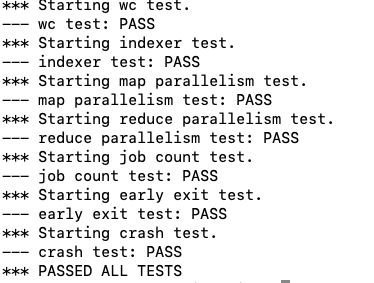 *** Starting wc test.
--- wc test: PASS
*** Starting indexer test.
--- indexer test: PASS
*** Starting map parallelism test.
--- map parallelism test: PASS
*** Starting reduce parallelism test.
--- reduce parallelism test: PASS
*** Starting job count test.
--- job count test: PASS
*** Starting early exit test.
--- early exit test: PASS
*** Starting crash test.
--- crash test: PASS
*** PASSED ALL TESTS